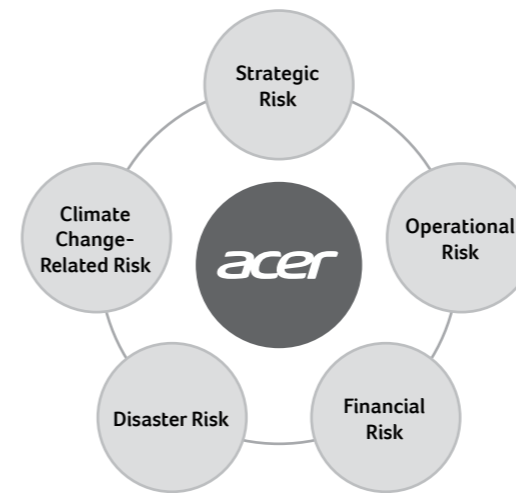 Strategic
Risk
Climate
Change-
Related Risk
acer
Operational
Risk
Disaster Risk
Financial
Risk